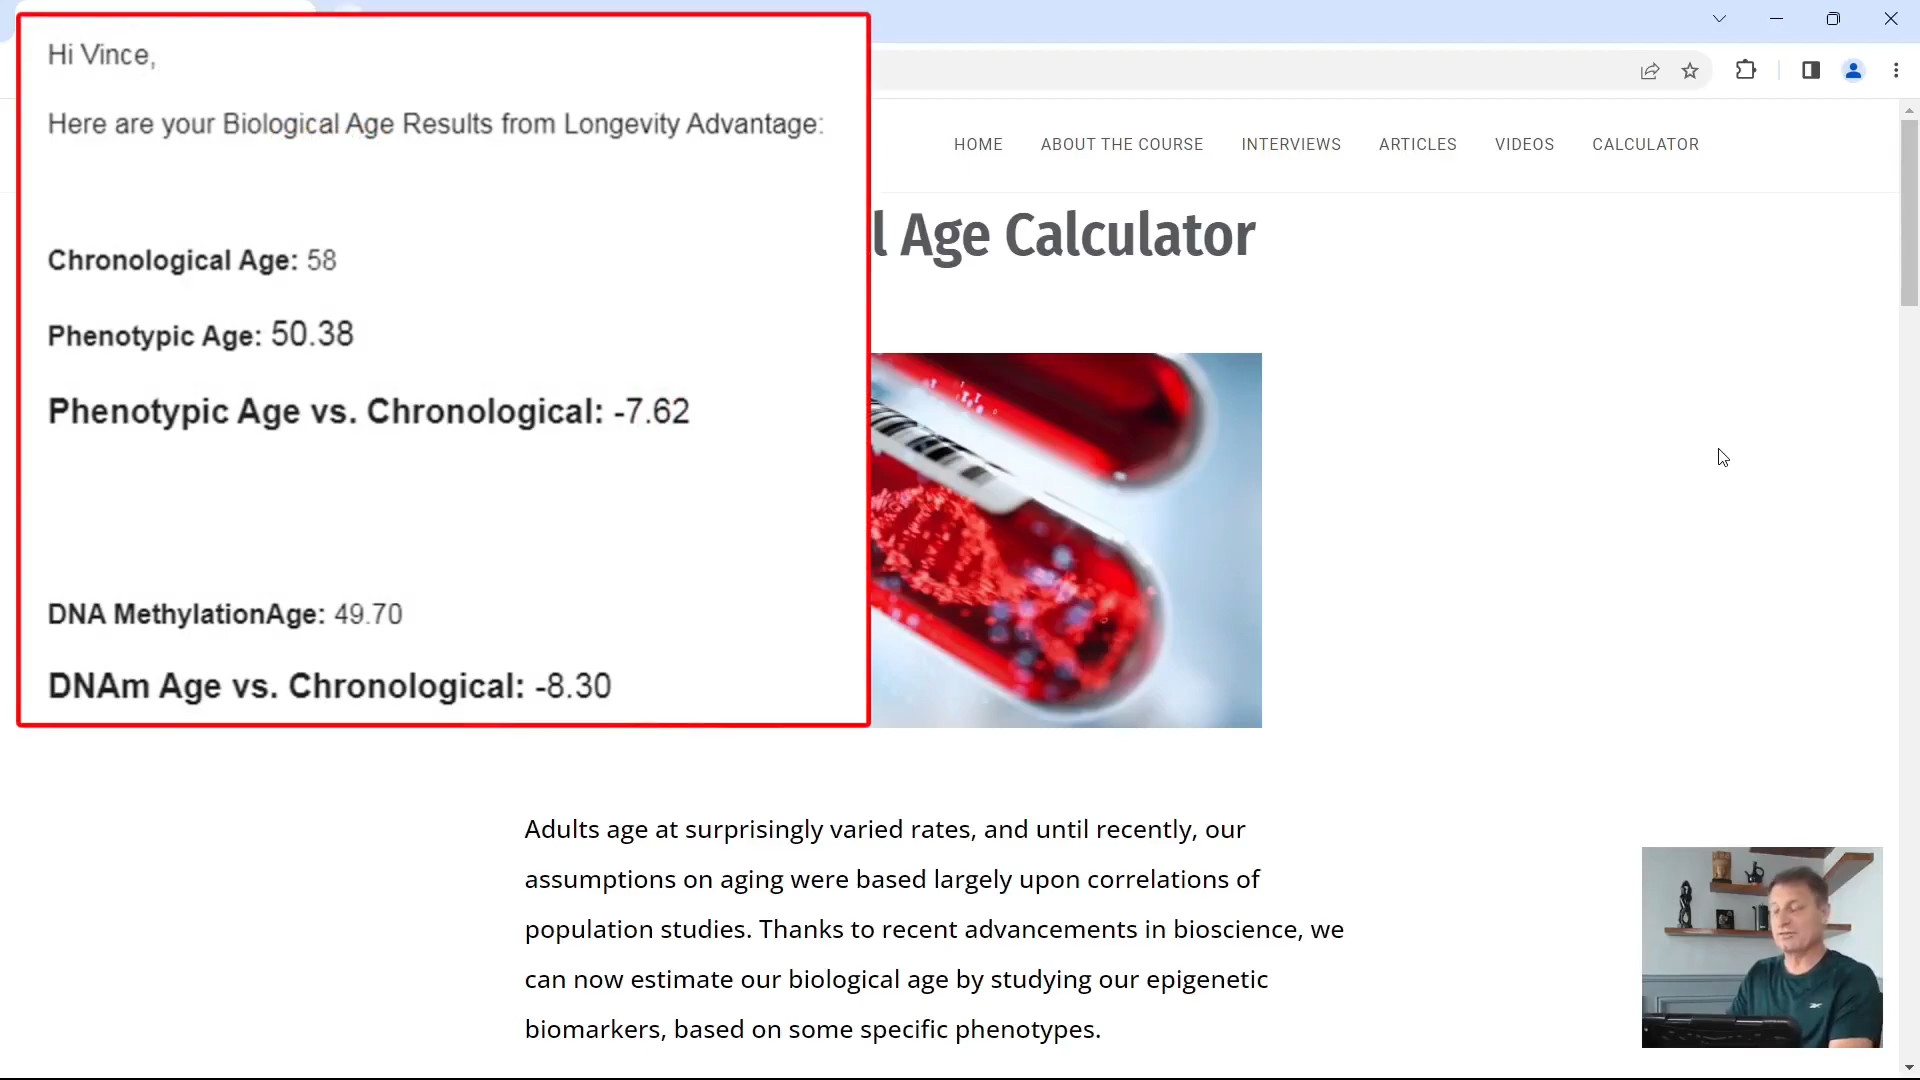 Hi Vince,
Here are your Biological Age Results from Longevity Advantage:
Chronological Age: 58
Phenotypic Age: 50.38
Phenotypic Age vs. Chronological: -7.62
DNA MethylationAge: 49.70
DNAm Age vs. Chronological: -8.30
HOME ABOUT THE COURSE INTERVIEWS ARTICLES VIDEOS CALCULATOR
l Age Calculator
Adults age at surprisingly varied rates, and until recently, our
assumptions on aging were based largely upon correlations of
population studies. Thanks to recent advancements in bioscience, we
can now estimate our biological age by studying our epigenetic
biomarkers, based on some specific phenotypes.